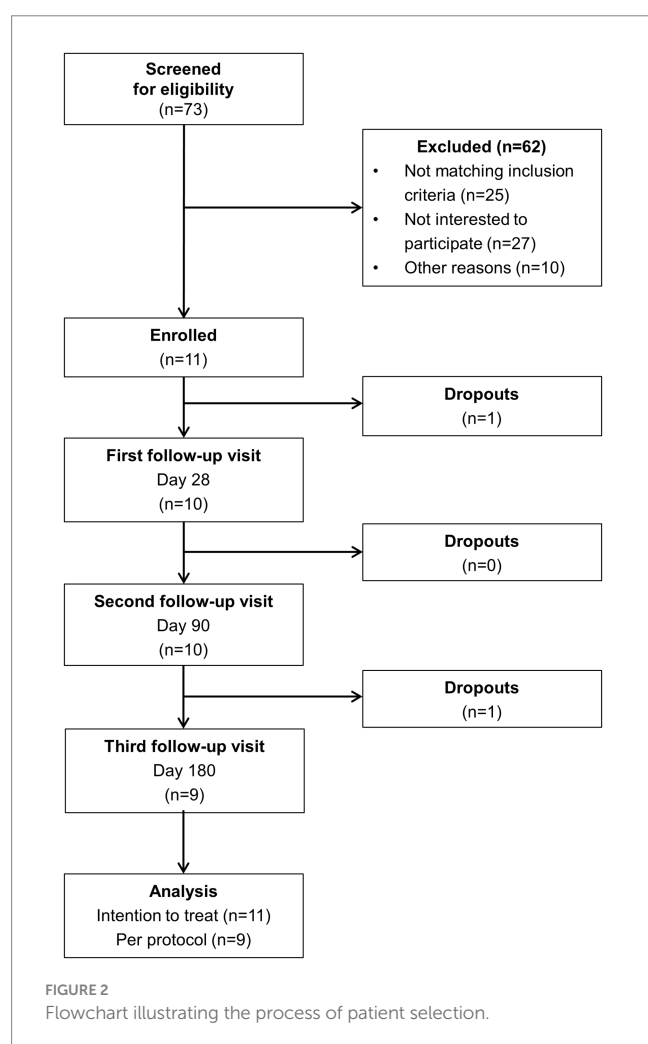 Screened
for eligibility
(n=73)
Excluded (n=62)
• Not matching inclusion
criteria (n=25)
• Not interested to
participate (n=27)
• Other reasons (n=10)
Enrolled
(n=11)
Dropouts
(n=1)
First follow-up visit
Day 28
(n=10)
Dropouts
(n=0)
Second follow-up visit
Day 90
(n=10)
Dropouts
(n=1)
Third follow-up visit
Day 180
(n=9)
Analysis
Intention to treat (n=11)
Per protocol (n=9)
FIGURE 2
Flowchart illustrating the process of patient selection.